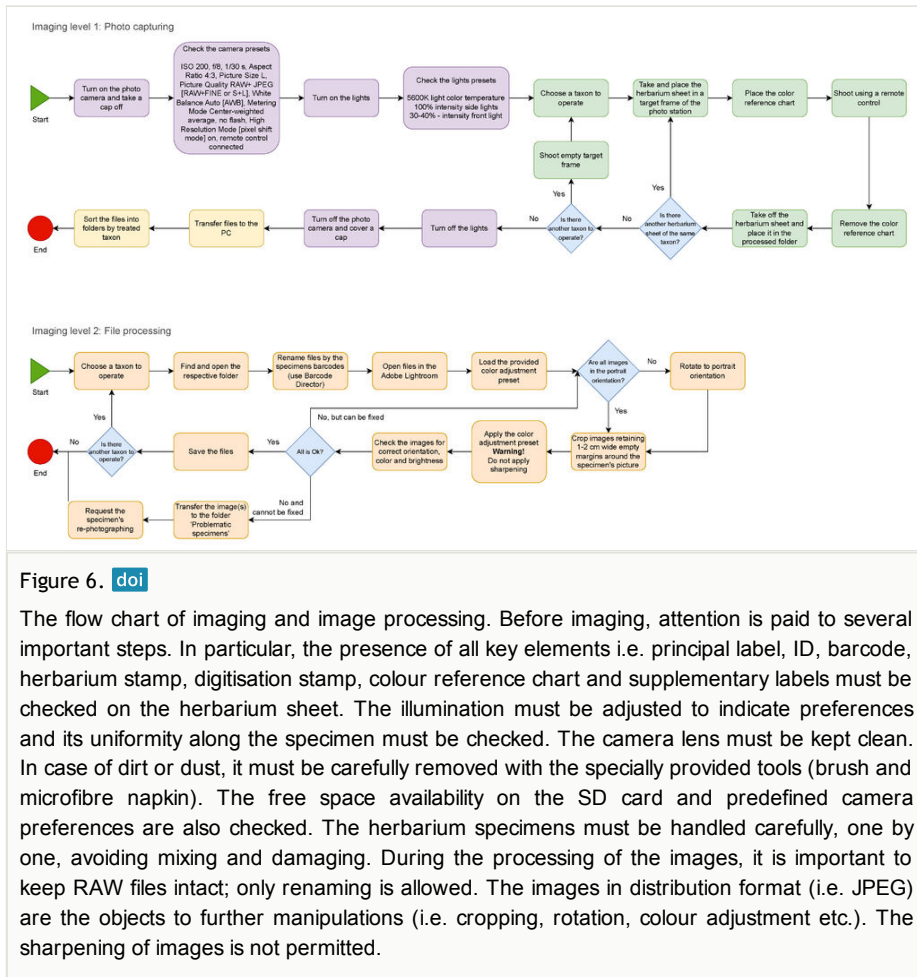 Imaging level 1: Photo capturing
Start
Turn on the photo
camera and take a
cap off
Check the camera presets
ISO 200, f/8, 1/30 s. Aspect
Ratio 4:3, Picture Size L,
Picture Quality RAW+ JPEG
[RAW+FINE or S+L], White
Balance Auto [AWB], Metering
Mode Center-weighted
average, no flash, High
Resolution Mode [pixel shift
mode] on, remote control
connected
Turn on the lights
Check the lights presets
5600K light color temperature
100% intensity side lights
30-40% - intensity front light
Choose a taxon to
operate
Take and place the
herbarium sheet in a
target frame of the
photo station
Place the color
reference chart
Shoot using a remote
control
Remove the color
reference chart
Take off the
herbarium sheet and
place it in the
processed folder
Is there
another herbarium
sheet of the same
taxon?
Yes
No
Is there
another taxon to
operate?
Yes
Shoot empty target
frame
No
Turn off the lights
Turn off the photo
camera and cover a
cap
Transfer files to the
PC
Sort the files into
folders by treated
taxon
End
Imaging level 2: File processing
Start
Choose a taxon to
operate
Find and open the
respective folder
Rename files by the
specimens barcodes
(use Barcode
Director)
Open files in the
Adobe Lightroom
Load the provided
color adjustment
preset
Are all images
in the portrait
orientation?
No
Rotate to portrait
orientation
Yes
Crop images retaining
1-2 cm wide empty
margins around the
specimen's picture
Apply the color
adjustment preset
Warning!
Do not apply
sharpening
Check the images for
correct orientation,
color and brightness
All is Ok?
No, but can be fixed
Yes
Save the files
No and
cannot be fixed
Transfer the image(s)
to the folder
'Problematic
specimens'
Request the
specimen's
re-photographing
Is there
another taxon to
operate?
Yes
No
End
Figure 6. doi
The flow chart of imaging and image processing. Before imaging, attention is paid to several
important steps. In particular, the presence of all key elements i.e. principal label, ID, barcode,
herbarium stamp, digitisation stamp, colour reference chart and supplementary labels must be
checked on the herbarium sheet. The illumination must be adjusted to indicate preferences
and its uniformity along the specimen must be checked. The camera lens must be kept clean.
In case of dirt or dust, it must be carefully removed with the specially provided tools (brush and
microfibre napkin). The free space availability on the SD card and predefined camera
preferences are also checked. The herbarium specimens must be handled carefully, one by
one, avoiding mixing and damaging. During the processing of the images, it is important to
keep RAW files intact; only renaming is allowed. The images in distribution format (i.e. JPEG)
are the objects to further manipulations (i.e. cropping, rotation, colour adjustment etc.). The
sharpening of images is not permitted.